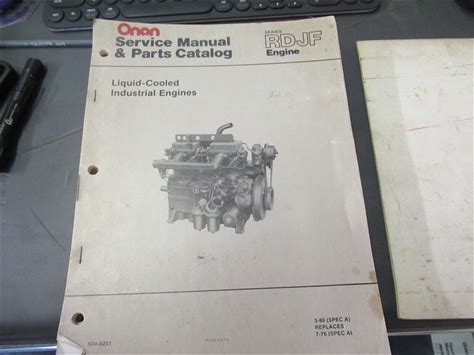 Onan
Service Manual
& Parts Catalog
SERIES
RDJF
Engine
Liquid-Cooled
Industrial Engines
3-80 (SPEC A)
REPLACES
7-76 (SPEC A)
974-0251